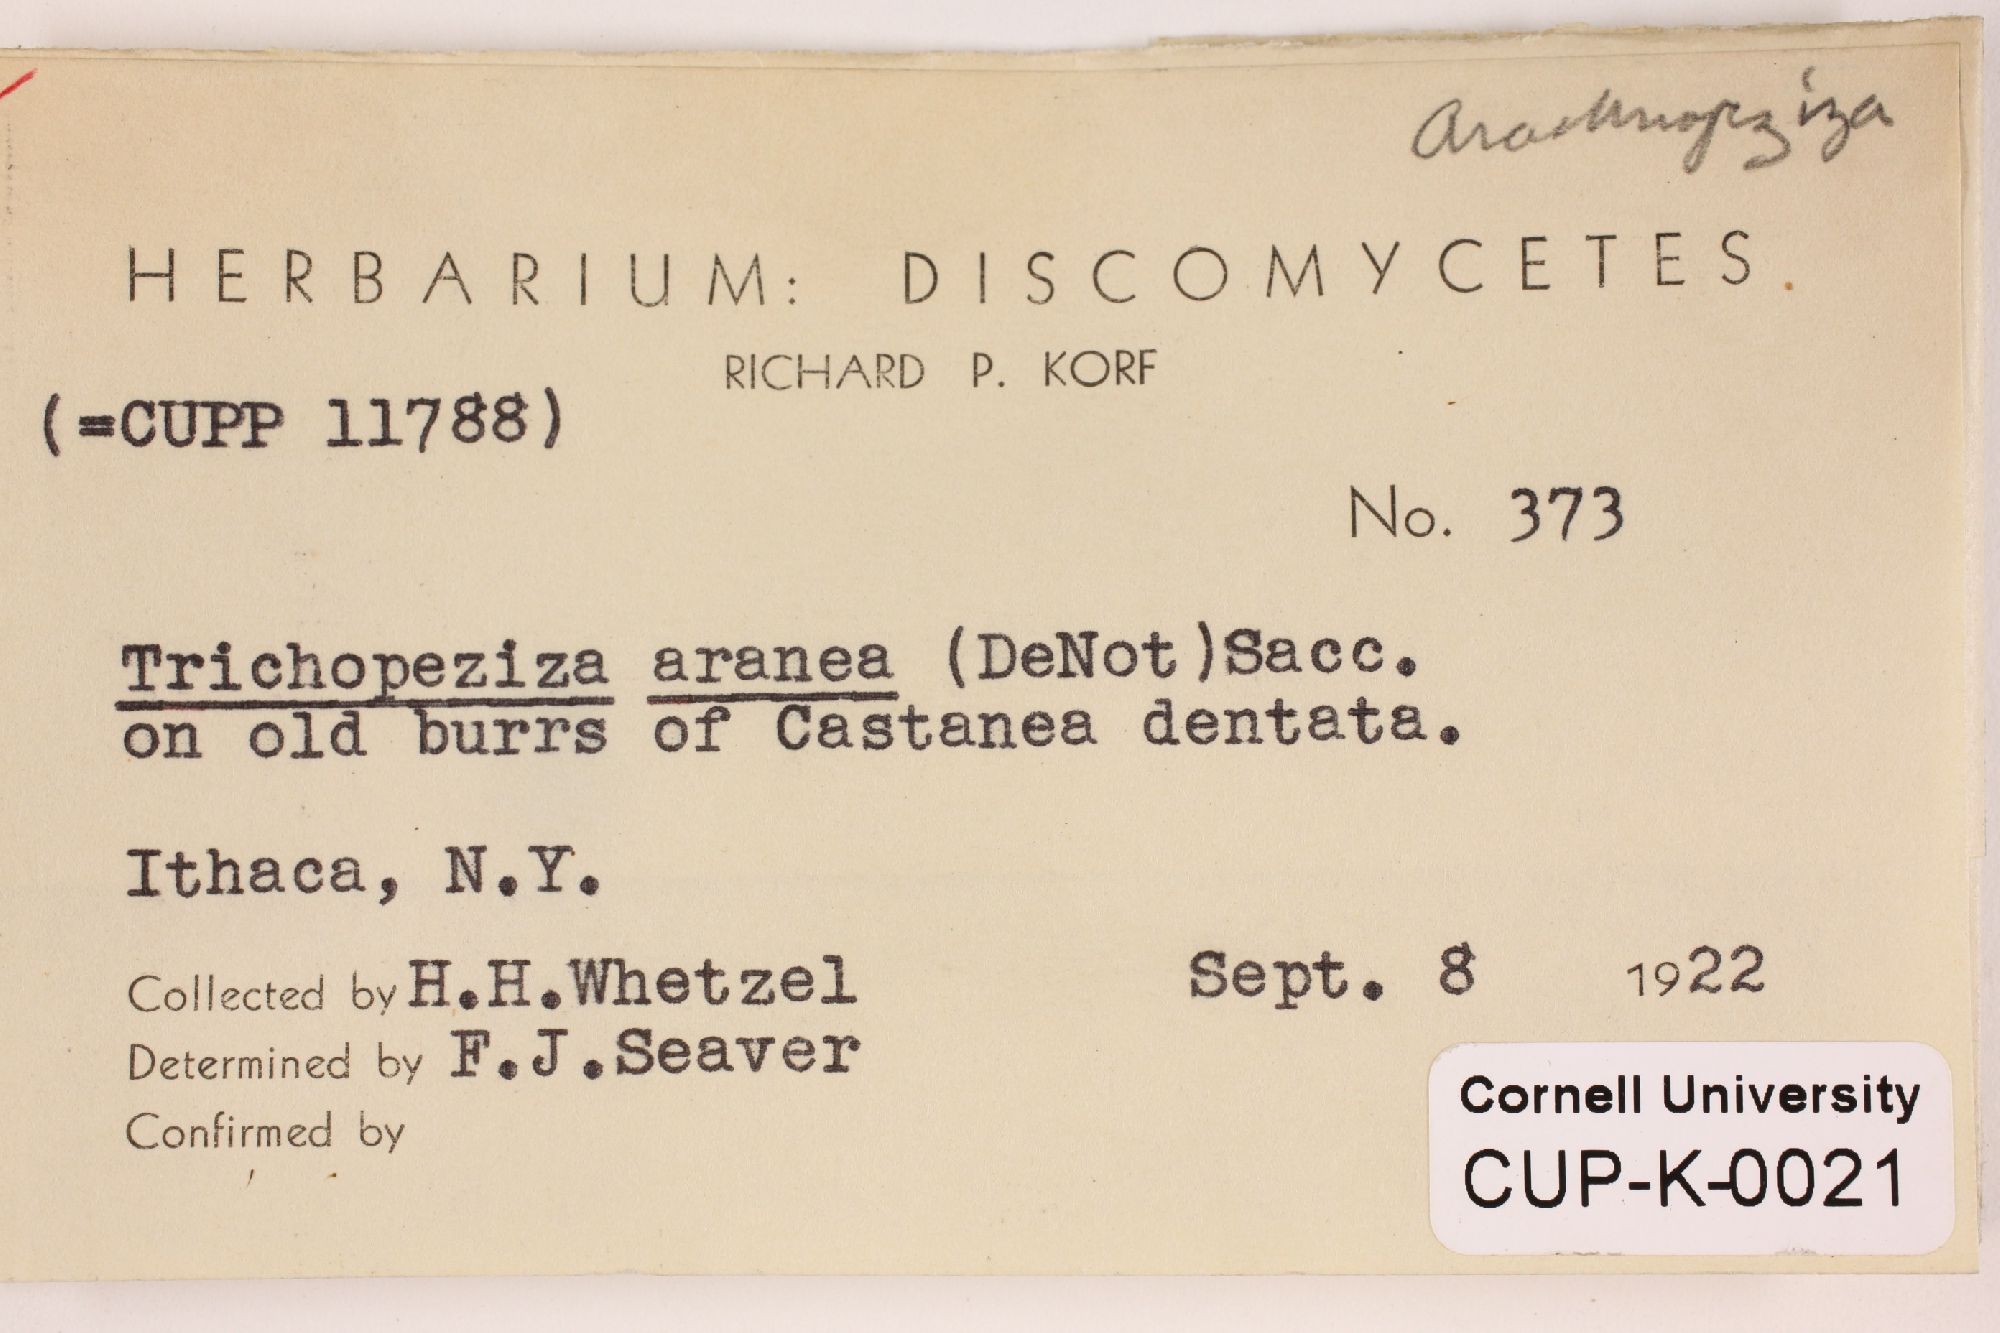 Arachnopeziza
HERBARIUM: DISCOMYCETES
RICHARD P. KORF
(=CUPP 11788)
No. 373
Trichopeziza aranea (DeNot)Sacc.
on old burrs of Castanea dentata.
Ithaca, N.Y.
Collected by H.H.Whetzel Sept. 8 1922
Determined by F.J.Seaver
Confirmed by
Cornell University
CUP-K-0021